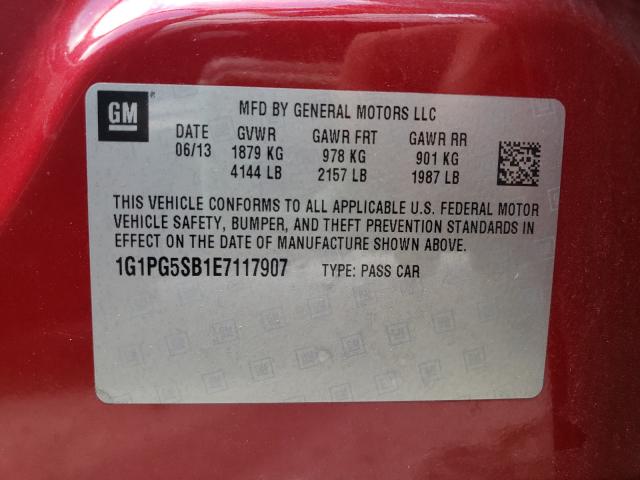 GM
MFD BY GENERAL MOTORS LLC
DATE GVWR GAWR FRT GAWR RR
06/13 1879 KG 978 KG 901 KG
4144 LB 2157 LB 1987 LB
THIS VEHICLE CONFORMS TO ALL APPLICABLE U.S. FEDERAL MOTOR
VEHICLE SAFETY, BUMPER, AND THEFT PREVENTION STANDARDS IN
EFFECT ON THE DATE OF MANUFACTURE SHOWN ABOVE.
1G1PG5SB1E7117907 TYPE: PASS CAR